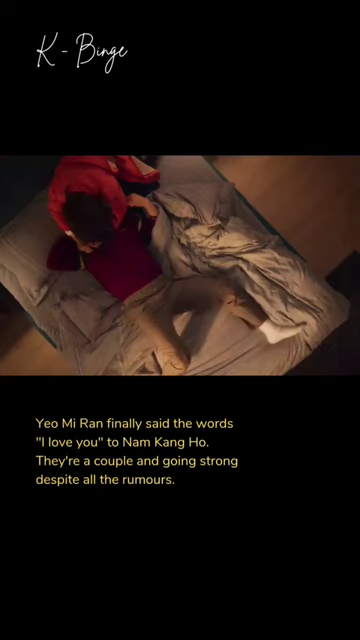 K - Binge
Yeo Mi Ran finally said the words
"I love you" to Nam Kang Ho.
They're a couple and going strong
despite all the rumours.